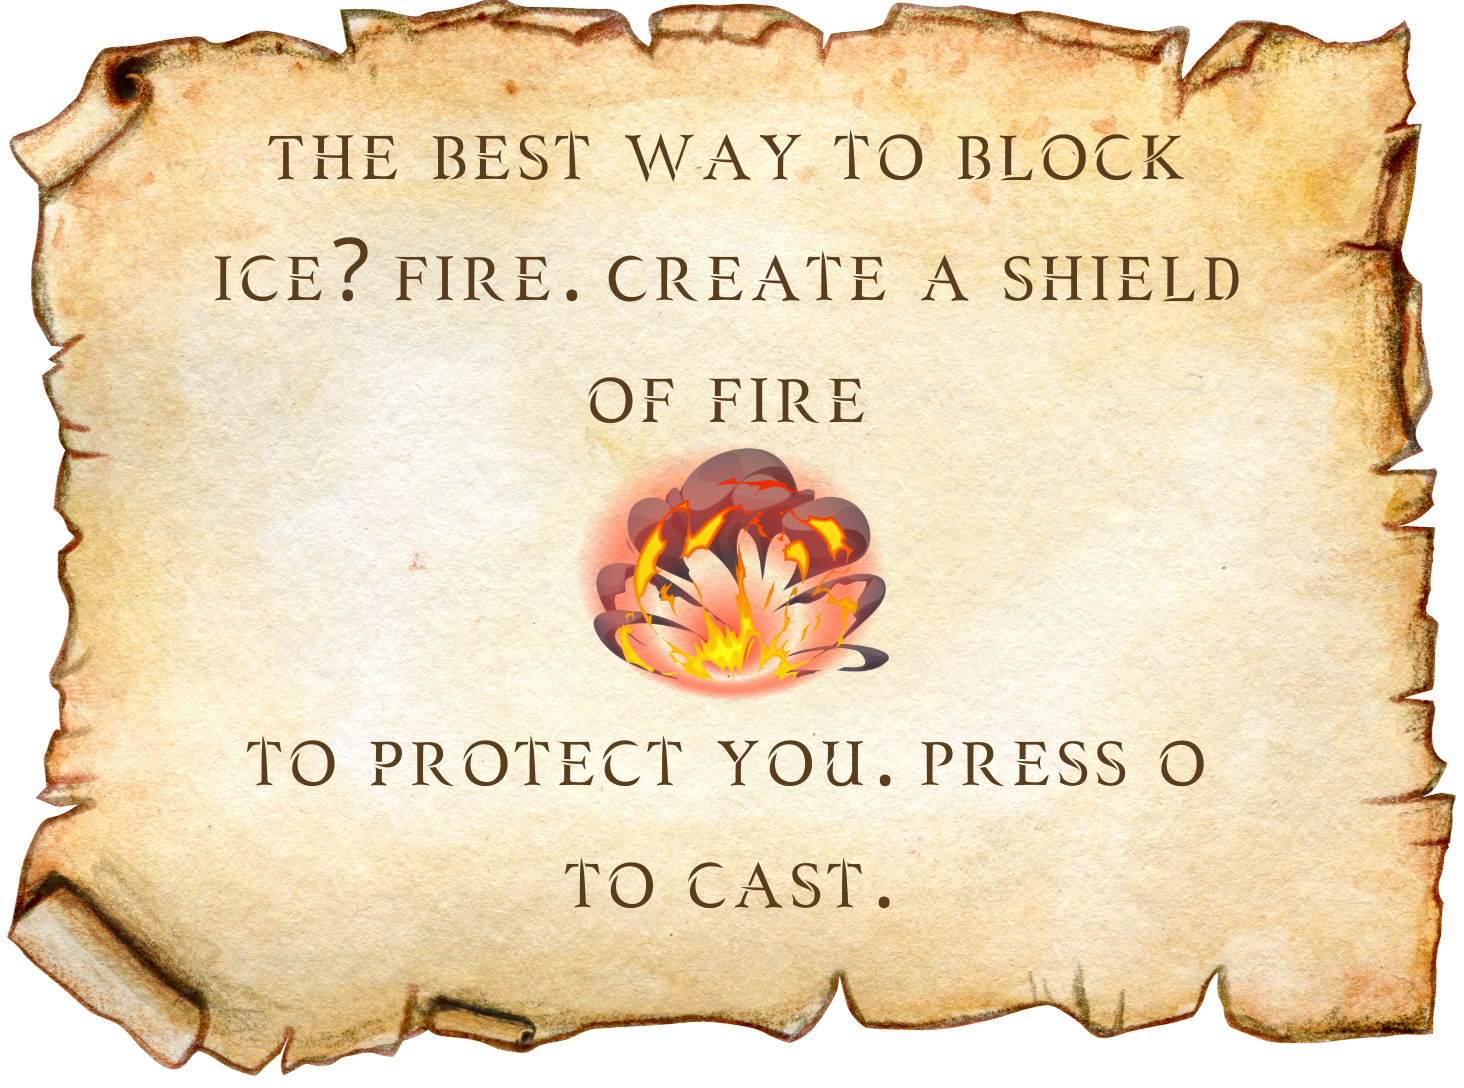 THE BEST WAY TO BLOCK
ICE? FIRE. CREATE A SHIELD
OF FIRE
TO PROTECT YOU. PRESS O
TO CAST.